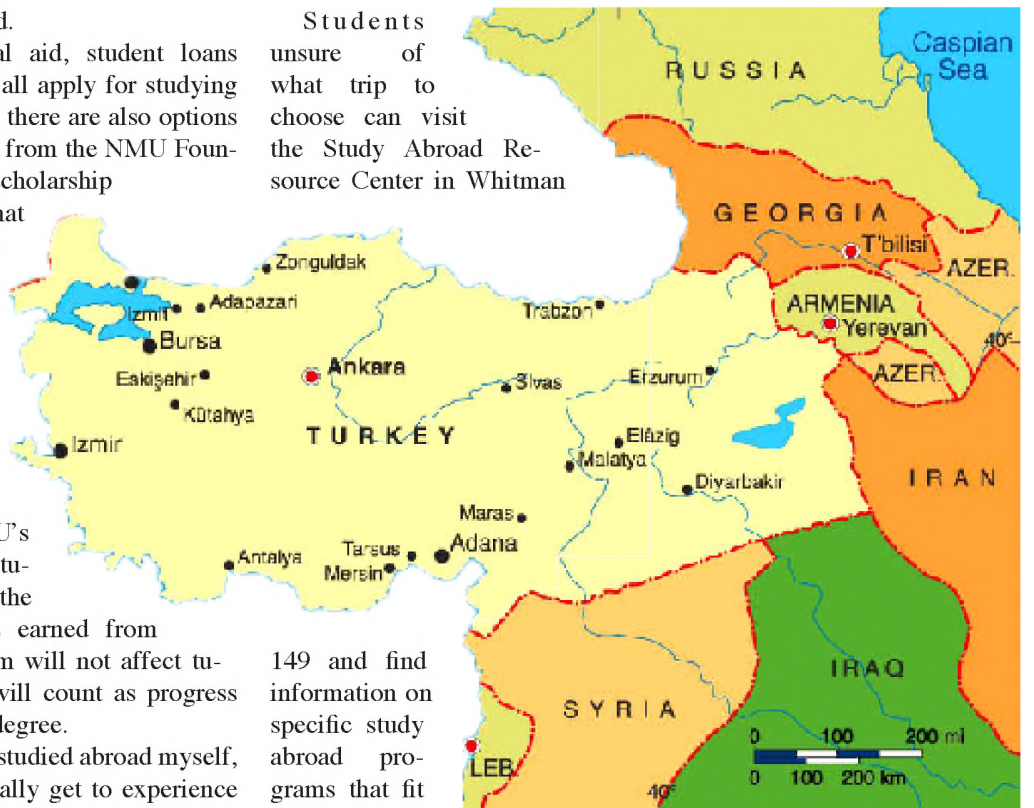 d.
al aid, student loans
all apply for studying
there are also options
from the NMU Foun-
cholarship
hat
U's
tu-
the
earned from
m will not affect tu-
will count as progress
degree.
studied abroad myself,
ally get to experience
Students
unsure of
what trip to
choose can visit
the Study Abroad Re-
source Center in Whitman
149 and find
information on
specific study
abroad pro-
grams that fit
RUSSIA
Caspian
Sea
GEORGIA
T'bilisi
AZER.
ARMENIA
Yerevan
40°
AZER.
Zonguldak
Izmit
Adapazari
Trabzon
Bursa
Ankara
Eskişehir
Sivas
Erzurum
Kütahya
TURKEY
Izmir
Elâzig
Malatya
Diyarbakir
IRAN
Maras
Adana
Tarsus
Mersin
Antalya
IRAQ
SYRIA
LEB.
0 100 200 mi
0 100 200 km
40°